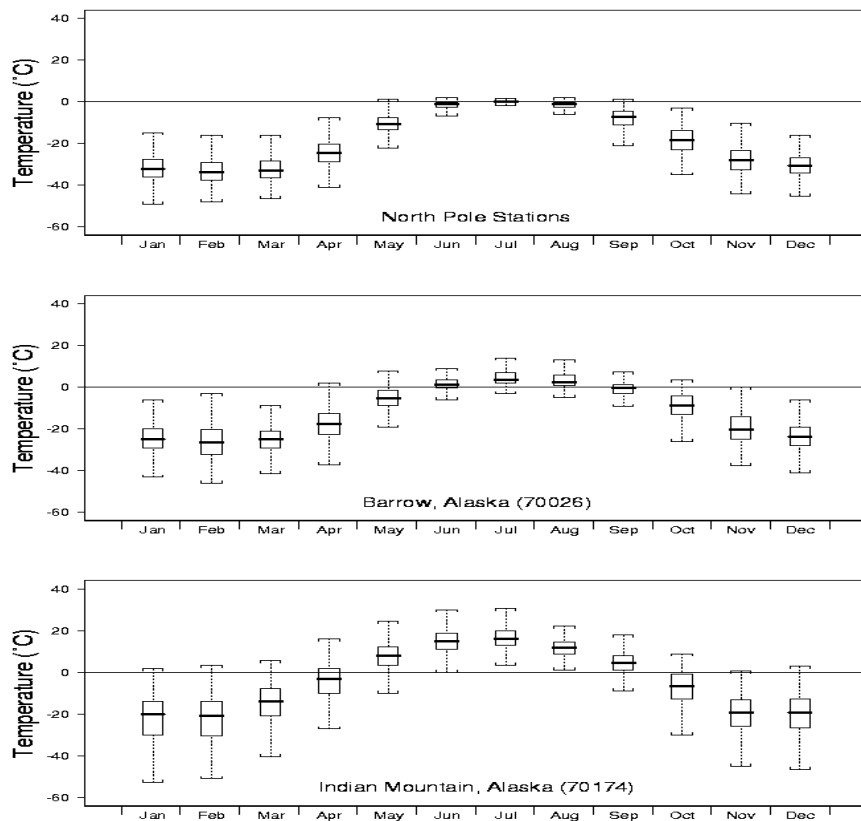 Temperature (°C)
40
20
0
-20
-40
-60
North Pole Stations
Jan Feb Mar Apr May Jun Jul Aug Sep Oct Nov Dec
Temperature (°C)
40
20
0
-20
-40
-60
Barrow, Alaska (70026)
Jan Feb Mar Apr May Jun Jul Aug Sep Oct Nov Dec
Temperature (°C)
40
20
0
-20
-40
-60
Indian Mountain, Alaska (70174)
Jan Feb Mar Apr May Jun Jul Aug Sep Oct Nov Dec